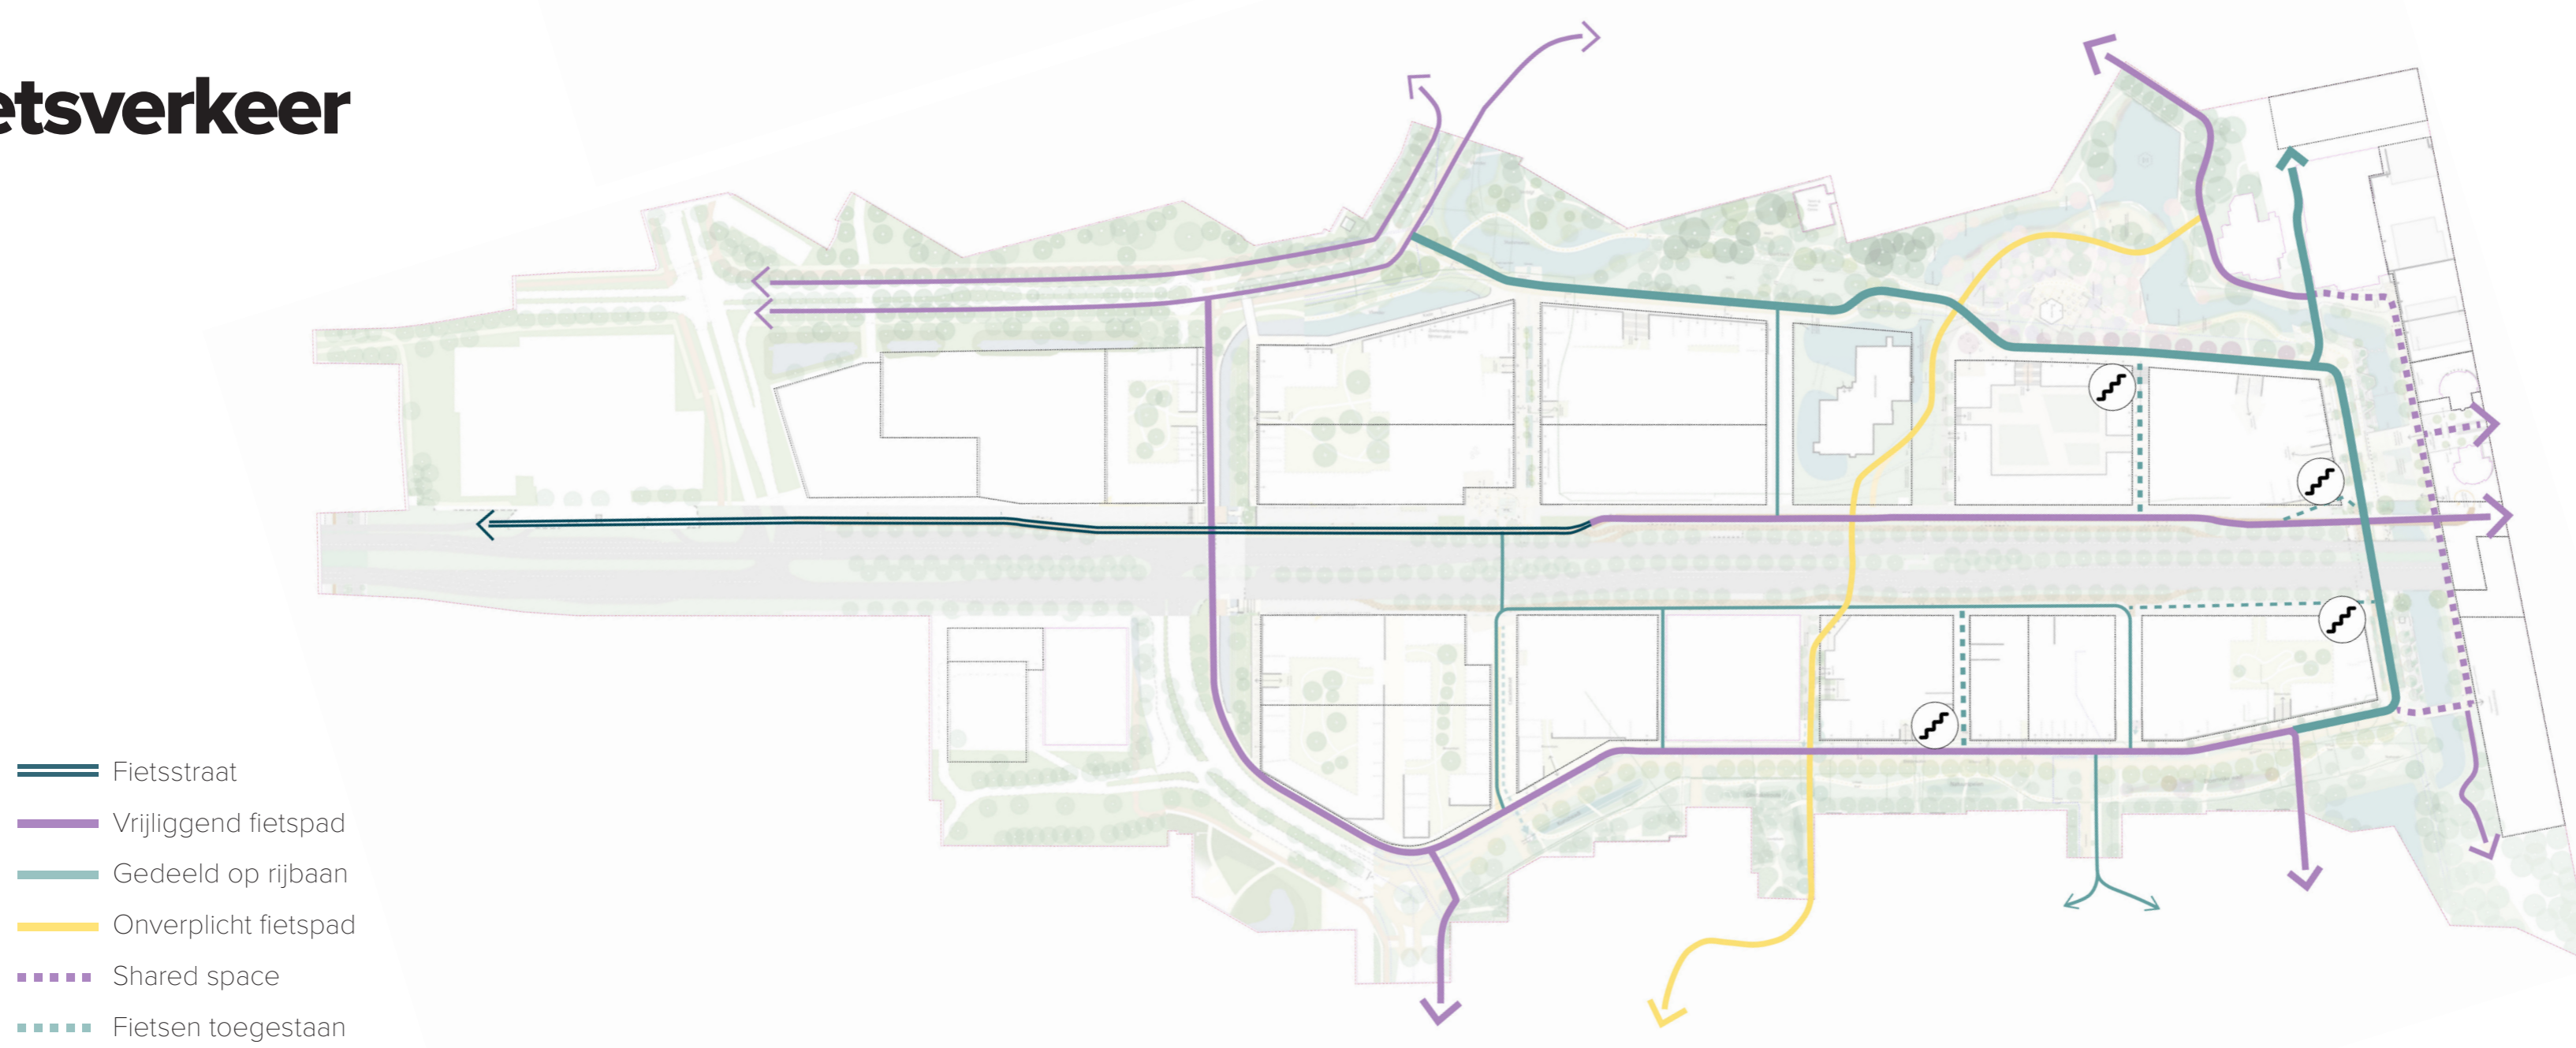 etsverkeer
Fietsstraat
Vrijliggend fietspad
Gedeeld op rijbaan
Onverplicht fietspad
Shared space
Fietsen toegestaan